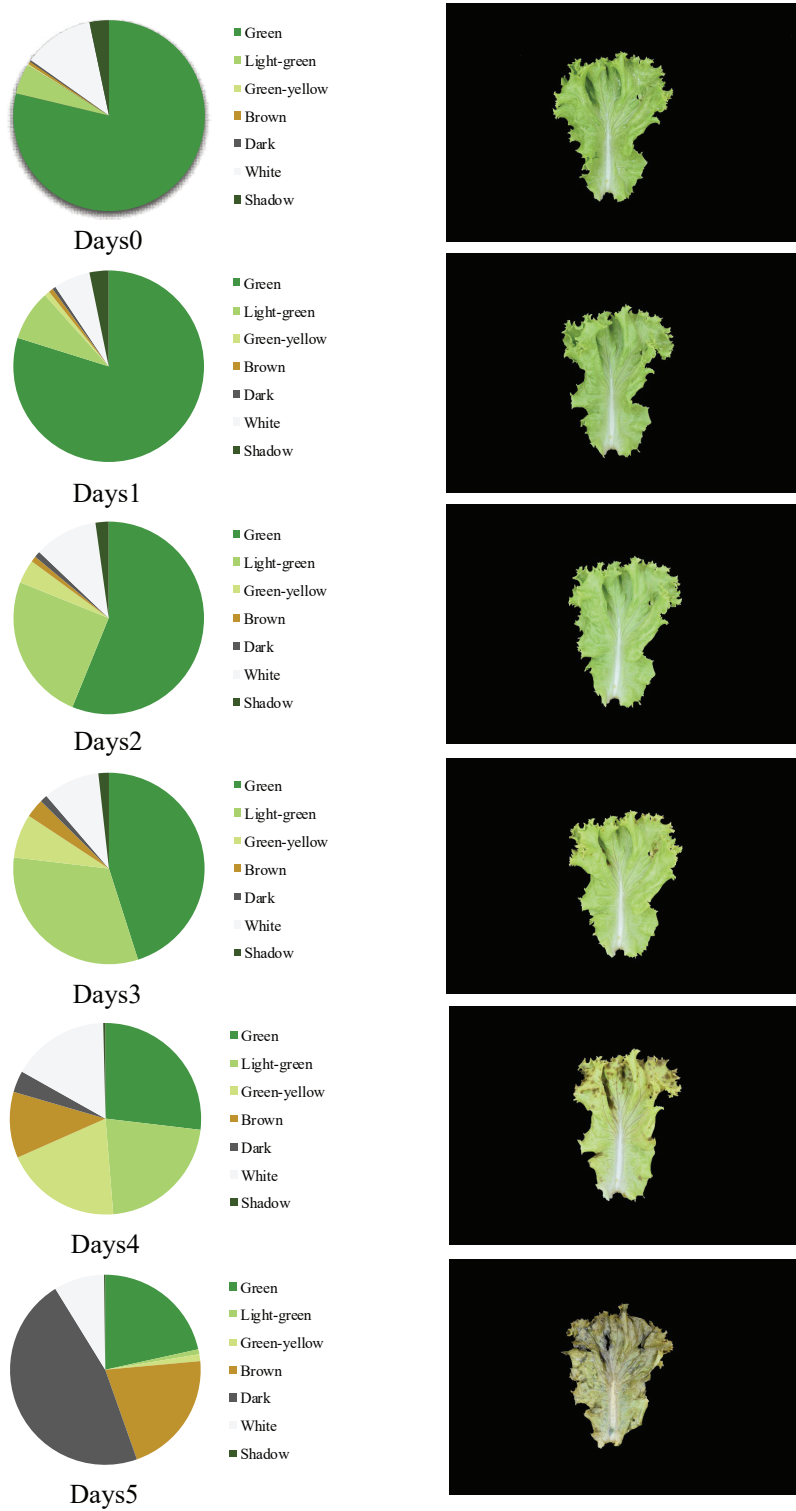 Green
Light-green
Green-yellow
Brown
Dark
White
Shadow
Days0
Green
Light-green
Green-yellow
Brown
Dark
White
Shadow
Days1
Green
Light-green
Green-yellow
Brown
Dark
White
Shadow
Days2
Green
Light-green
Green-yellow
Brown
Dark
White
Shadow
Days3
Green
Light-green
Green-yellow
Brown
Dark
White
Shadow
Days4
Green
Light-green
Green-yellow
Brown
Dark
White
Shadow
Days5